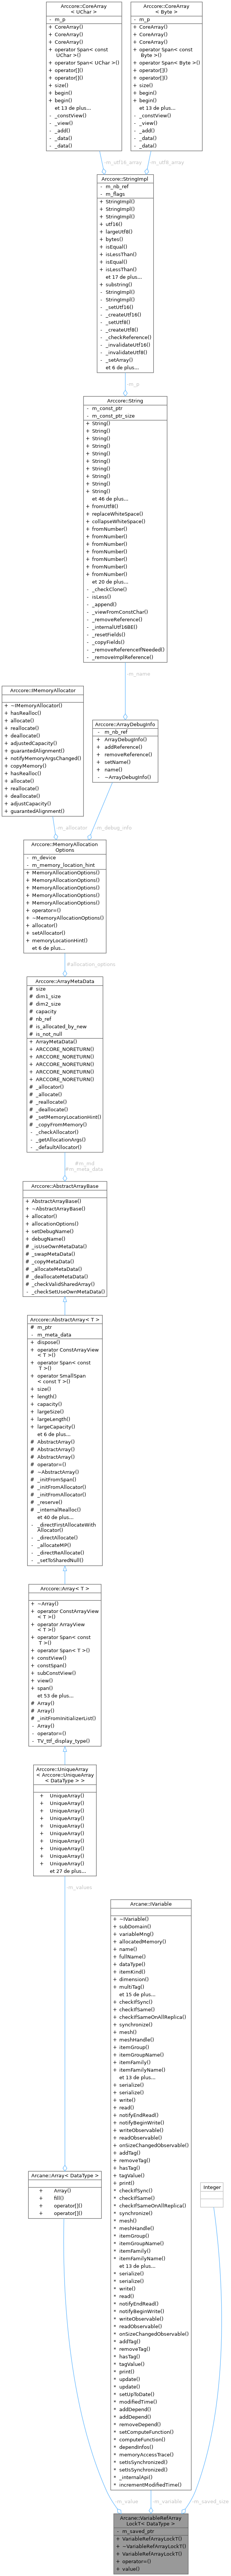 Arccore::CoreArray
< UChar >
- m_p
+ CoreArray()
+ CoreArray()
+ CoreArray()
+ operator Span< const
UChar >()
+ operator Span< UChar >()
+ operator[]()
+ operator[]()
+ size()
+ begin()
+ begin()
et 13 de plus...
- _constView()
- _view()
- _add()
- _data()
- _data()
Arccore::CoreArray
< Byte >
- m_p
+ CoreArray()
+ CoreArray()
+ CoreArray()
+ operator Span< const
Byte >()
+ operator Span< Byte >()
+ operator[]()
+ operator[]()
+ size()
+ begin()
+ begin()
et 13 de plus...
- _constView()
- _view()
- _add()
- _data()
- _data()
-m_utf16_array
-m_utf8_array
Arccore::StringImpl
- m_nb_ref
- m_flags
+ StringImpl()
+ StringImpl()
+ StringImpl()
+ utf16()
+ largeUtf8()
+ bytes()
+ isEqual()
+ isLessThan()
+ isEqual()
+ isLessThan()
et 17 de plus...
+ substring()
- StringImpl()
- StringImpl()
- _setUtf16()
- _createUtf16()
- _setUtf8()
- _createUtf8()
- _checkReference()
- _invalidateUtf16()
- _invalidateUtf8()
- _setArray()
et 6 de plus...
-m_p
Arccore::String
- m_const_ptr
- m_const_ptr_size
+ String()
+ String()
+ String()
+ String()
+ String()
+ String()
+ String()
+ String()
+ String()
+ String()
et 46 de plus...
+ fromUtf8()
+ replaceWhiteSpace()
+ collapseWhiteSpace()
+ fromNumber()
+ fromNumber()
+ fromNumber()
+ fromNumber()
+ fromNumber()
+ fromNumber()
+ fromNumber()
et 20 de plus...
- _checkClone()
- isLess()
- _append()
- _viewFromConstChar()
- _removeReference()
- _internalUtf16BE()
- _resetFields()
- _copyFields()
- _removeReferenceIfNeeded()
- _removeImplReference()
-m_name
Arccore::IMemoryAllocator
+ ~IMemoryAllocator()
+ hasRealloc()
+ allocate()
+ reallocate()
+ deallocate()
+ adjustedCapacity()
+ guarantedAlignment()
+ notifyMemoryArgsChanged()
+ copyMemory()
+ hasRealloc()
+ allocate()
+ reallocate()
+ deallocate()
+ adjustCapacity()
+ guarantedAlignment()
Arccore::ArrayDebugInfo
- m_nb_ref
+ ArrayDebugInfo()
+ addReference()
+ removeReference()
+ setName()
+ name()
- ~ArrayDebugInfo()
-m_allocator
-m_debug_info
Arccore::MemoryAllocation
Options
- m_device
- m_memory_location_hint
+ MemoryAllocationOptions()
+ MemoryAllocationOptions()
+ MemoryAllocationOptions()
+ MemoryAllocationOptions()
+ MemoryAllocationOptions()
+ operator=()
+ ~MemoryAllocationOptions()
+ allocator()
+ setAllocator()
+ memoryLocationHint()
et 6 de plus...
#allocation_options
Arccore::ArrayMetaData
# size
# dim1_size
# dim2_size
# capacity
# nb_ref
# is_allocated_by_new
# is_not_null
+ ArrayMetaData()
+ ARCCORE_NORETURN()
+ ARCCORE_NORETURN()
+ ARCCORE_NORETURN()
+ ARCCORE_NORETURN()
+ ARCCORE_NORETURN()
# _allocator()
# _allocate()
# _reallocate()
# _deallocate()
# _setMemoryLocationHint()
# _copyFromMemory()
- _checkAllocator()
- _getAllocationArgs()
- _defaultAllocator()
#m_md
#m_meta_data
Arccore::AbstractArrayBase
+ AbstractArrayBase()
+ ~AbstractArrayBase()
+ allocator()
+ allocationOptions()
+ setDebugName()
+ debugName()
# _isUseOwnMetaData()
# _swapMetaData()
# _copyMetaData()
# _allocateMetaData()
# _deallocateMetaData()
# _checkValidSharedArray()
- _checkSetUseOwnMetaData()
Arccore::AbstractArray< T >
# m_ptr
- m_meta_data
+ dispose()
+ operator ConstArrayView
< T >()
+ operator Span< const
T >()
+ operator SmallSpan
< const T >()
+ size()
+ length()
+ capacity()
+ largeSize()
+ largeLength()
+ largeCapacity()
et 6 de plus...
# AbstractArray()
# AbstractArray()
# AbstractArray()
# operator=()
# ~AbstractArray()
# _initFromSpan()
# _initFromAllocator()
# _initFromAllocator()
# _reserve()
# _internalRealloc()
et 40 de plus...
- _directFirstAllocateWith
Allocator()
- _directAllocate()
- _allocateMP()
- _directReAllocate()
- _setToSharedNull()
Arccore::Array< T >
+ ~Array()
+ operator ConstArrayView
< T >()
+ operator ArrayView
< T >()
+ operator Span< const
T >()
+ operator Span< T >()
+ constView()
+ constSpan()
+ subConstView()
+ view()
+ span()
et 53 de plus...
# Array()
# Array()
# _initFromInitializerList()
- Array()
- operator=()
- TV_ttf_display_type()
Arccore::UniqueArray
< Arccore::UniqueArray
< DataType > >
+ UniqueArray()
+ UniqueArray()
+ UniqueArray()
+ UniqueArray()
+ UniqueArray()
+ UniqueArray()
+ UniqueArray()
+ UniqueArray()
+ UniqueArray()
+ UniqueArray()
et 27 de plus...
-m_values
Arcane::IVariable
+ ~IVariable()
+ subDomain()
+ variableMng()
+ allocatedMemory()
+ name()
+ fullName()
+ dataType()
+ itemKind()
+ dimension()
+ multiTag()
et 15 de plus...
+ checkIfSync()
+ checkIfSame()
+ checkIfSameOnAllReplica()
+ synchronize()
+ mesh()
+ meshHandle()
+ itemGroup()
+ itemGroupName()
+ itemFamily()
+ itemFamilyName()
et 13 de plus...
+ serialize()
+ serialize()
+ write()
+ read()
+ notifyEndRead()
+ notifyBeginWrite()
+ writeObservable()
+ readObservable()
+ onSizeChangedObservable()
+ addTag()
+ removeTag()
+ hasTag()
+ tagValue()
+ print()
* checkIfSync()
* checkIfSame()
* checkIfSameOnAllReplica()
* synchronize()
* mesh()
* meshHandle()
* itemGroup()
* itemGroupName()
* itemFamily()
* itemFamilyName()
et 13 de plus...
* serialize()
* serialize()
* write()
* read()
* notifyEndRead()
* notifyBeginWrite()
* writeObservable()
* readObservable()
* onSizeChangedObservable()
* addTag()
* removeTag()
* hasTag()
* tagValue()
* print()
* update()
* update()
* setUpToDate()
* modifiedTime()
* addDepend()
* addDepend()
* removeDepend()
* setComputeFunction()
* computeFunction()
* dependInfos()
* memoryAccessTrace()
* setIsSynchronized()
* setIsSynchronized()
* _internalApi()
* incrementModifiedTime()
Arcane::Array< DataType >
+ Array()
+ fill()
+ operator[]()
+ operator[]()
Integer
-m_value
-m_variable
-m_saved_size
Arcane::VariableRefArray
LockT< DataType >
- m_saved_ptr
+ VariableRefArrayLockT()
+ ~VariableRefArrayLockT()
+ VariableRefArrayLockT()
+ operator=()
+ value()